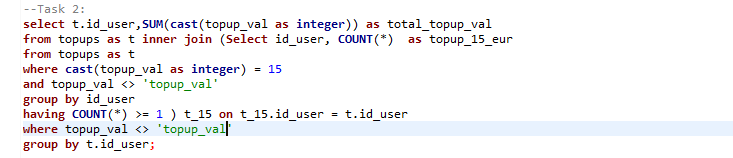 --Task 2:
select t.id_user,SUM(cast(topup_val as integer)) as total_topup_val
from topups as t inner join (Select id_user, COUNT(*)  as topup_15_eur
from topups as t
where cast(topup_val as integer) = 15
and topup_val <> 'topup_val'
group by id_user
having COUNT(*) >= 1 ) t_15 on t_15.id_user = t.id_user
where topup_val <> 'topup_val'
group by t.id_user;